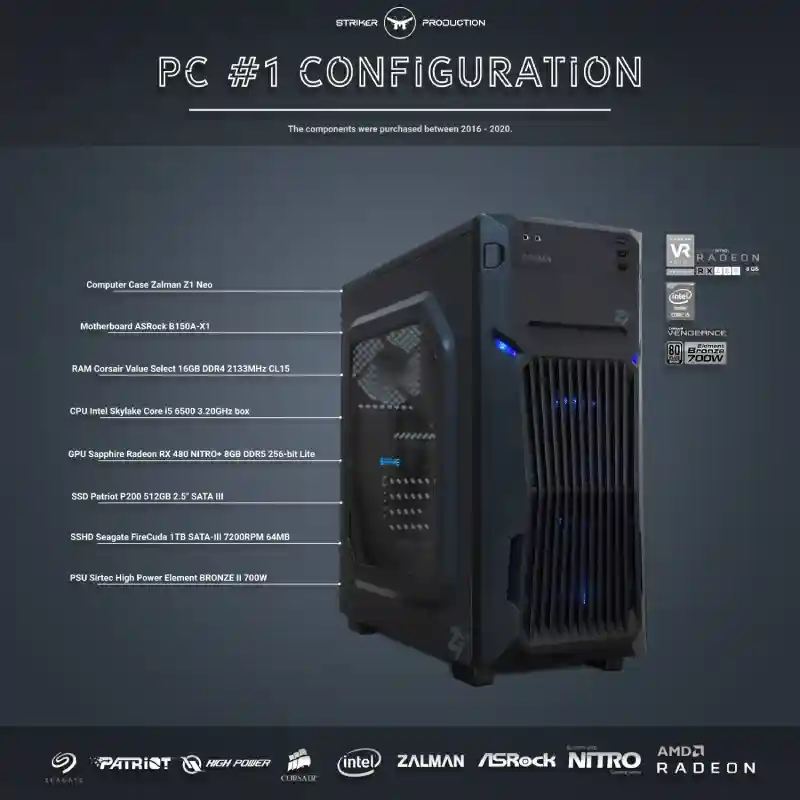 STRIKER PRODUCTION
PC #1 CONFiGURATiON
The components were purchased between 2016 - 2020.
Computer Case Zalman Z1 Neo
Motherboard ASRock B150A-X1
RAM Corsair Value Select 16GB DDR4 2133MHz CL15
CPU Intel Skylake Core i5 6500 3.20GHz box
GPU Sapphire Radeon RX 480 NITRO+ 8GB DDR5 256-bit Lite
SSD Patriot P200 512GB 2.5" SATA III
SSHD Seagate FireCuda 1TB SATA-III 7200RPM 64MB
PSU Sirtec High Power Element BRONZE II 700W
VR
RADEON
RX 480 8 GB
intel
CORE i5
VENGEANCE
80 Element
Bronze
700W
SEAGATE PATRIOT HIGH POWER CORSAIR intel ZALMAN ASRock NITRO AMD
RADEON